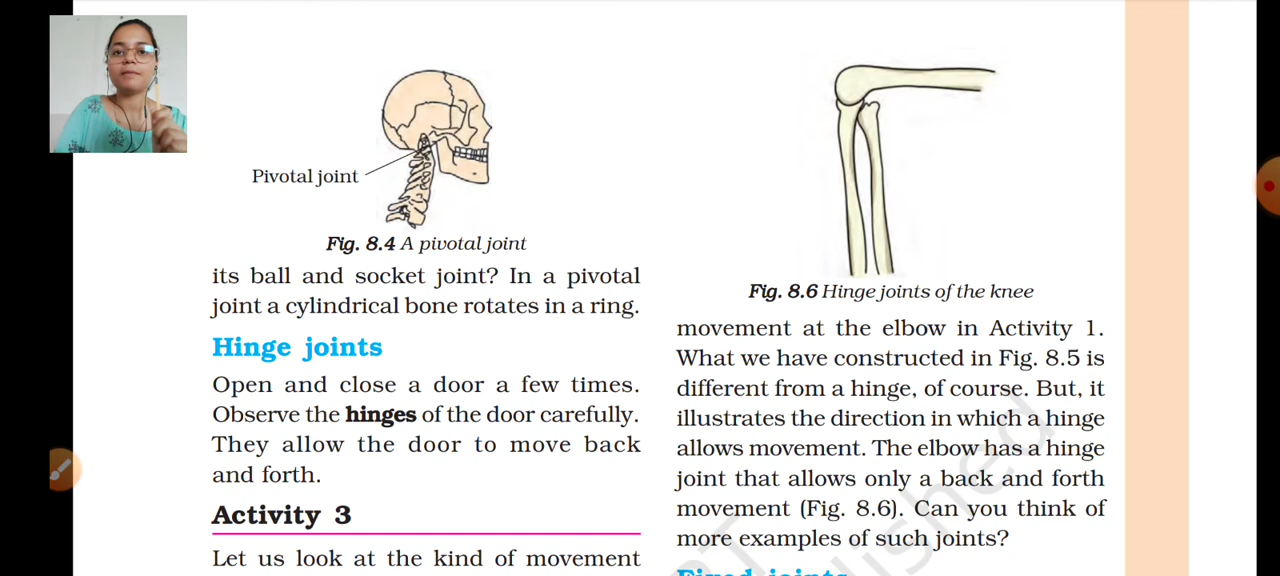 Pivotal joint
Fig. 8.4 A pivotal joint
its ball and socket joint? In a pivotal
joint a cylindrical bone rotates in a ring.
Hinge joints
Open and close a door a few times.
Observe the hinges of the door carefully.
They allow the door to move back
and forth.
Activity 3
Let us look at the kind of movement
Fig. 8.6 Hinge joints of the knee
movement at the elbow in Activity 1.
What we have constructed in Fig. 8.5 is
different from a hinge, of course. But, it
illustrates the direction in which a hinge
allows movement. The elbow has a hinge
joint that allows only a back and forth
movement (Fig. 8.6). Can you think of
more examples of such joints?
Fixed joints